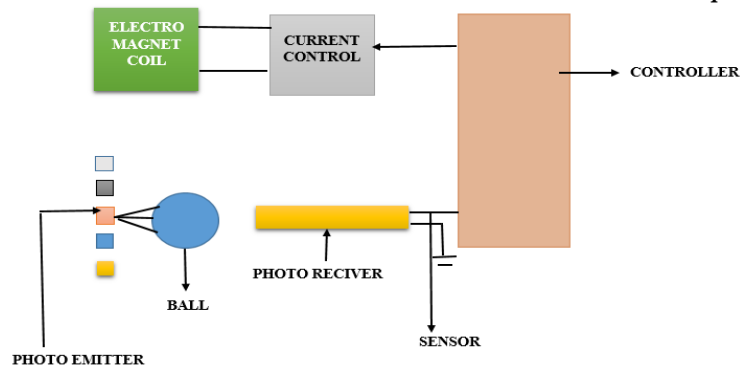 ELECTRO
MAGNET
COIL
CURRENT
CONTROL
CONTROLLER
PHOTO RECIVER
BALL
SENSOR
PHOTO EMITTER